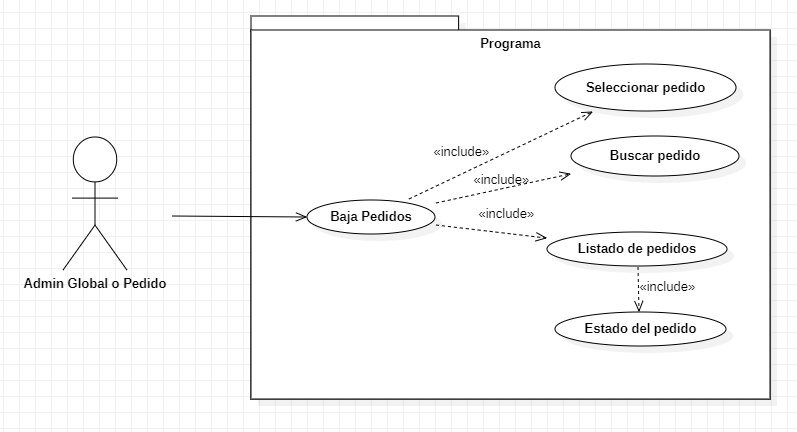 Programa
Seleccionar pedido
«include»
Buscar pedido
«include»
Baja Pedidos
«include»
Listado de pedidos
Admin Global o Pedido
«include»
Estado del pedido